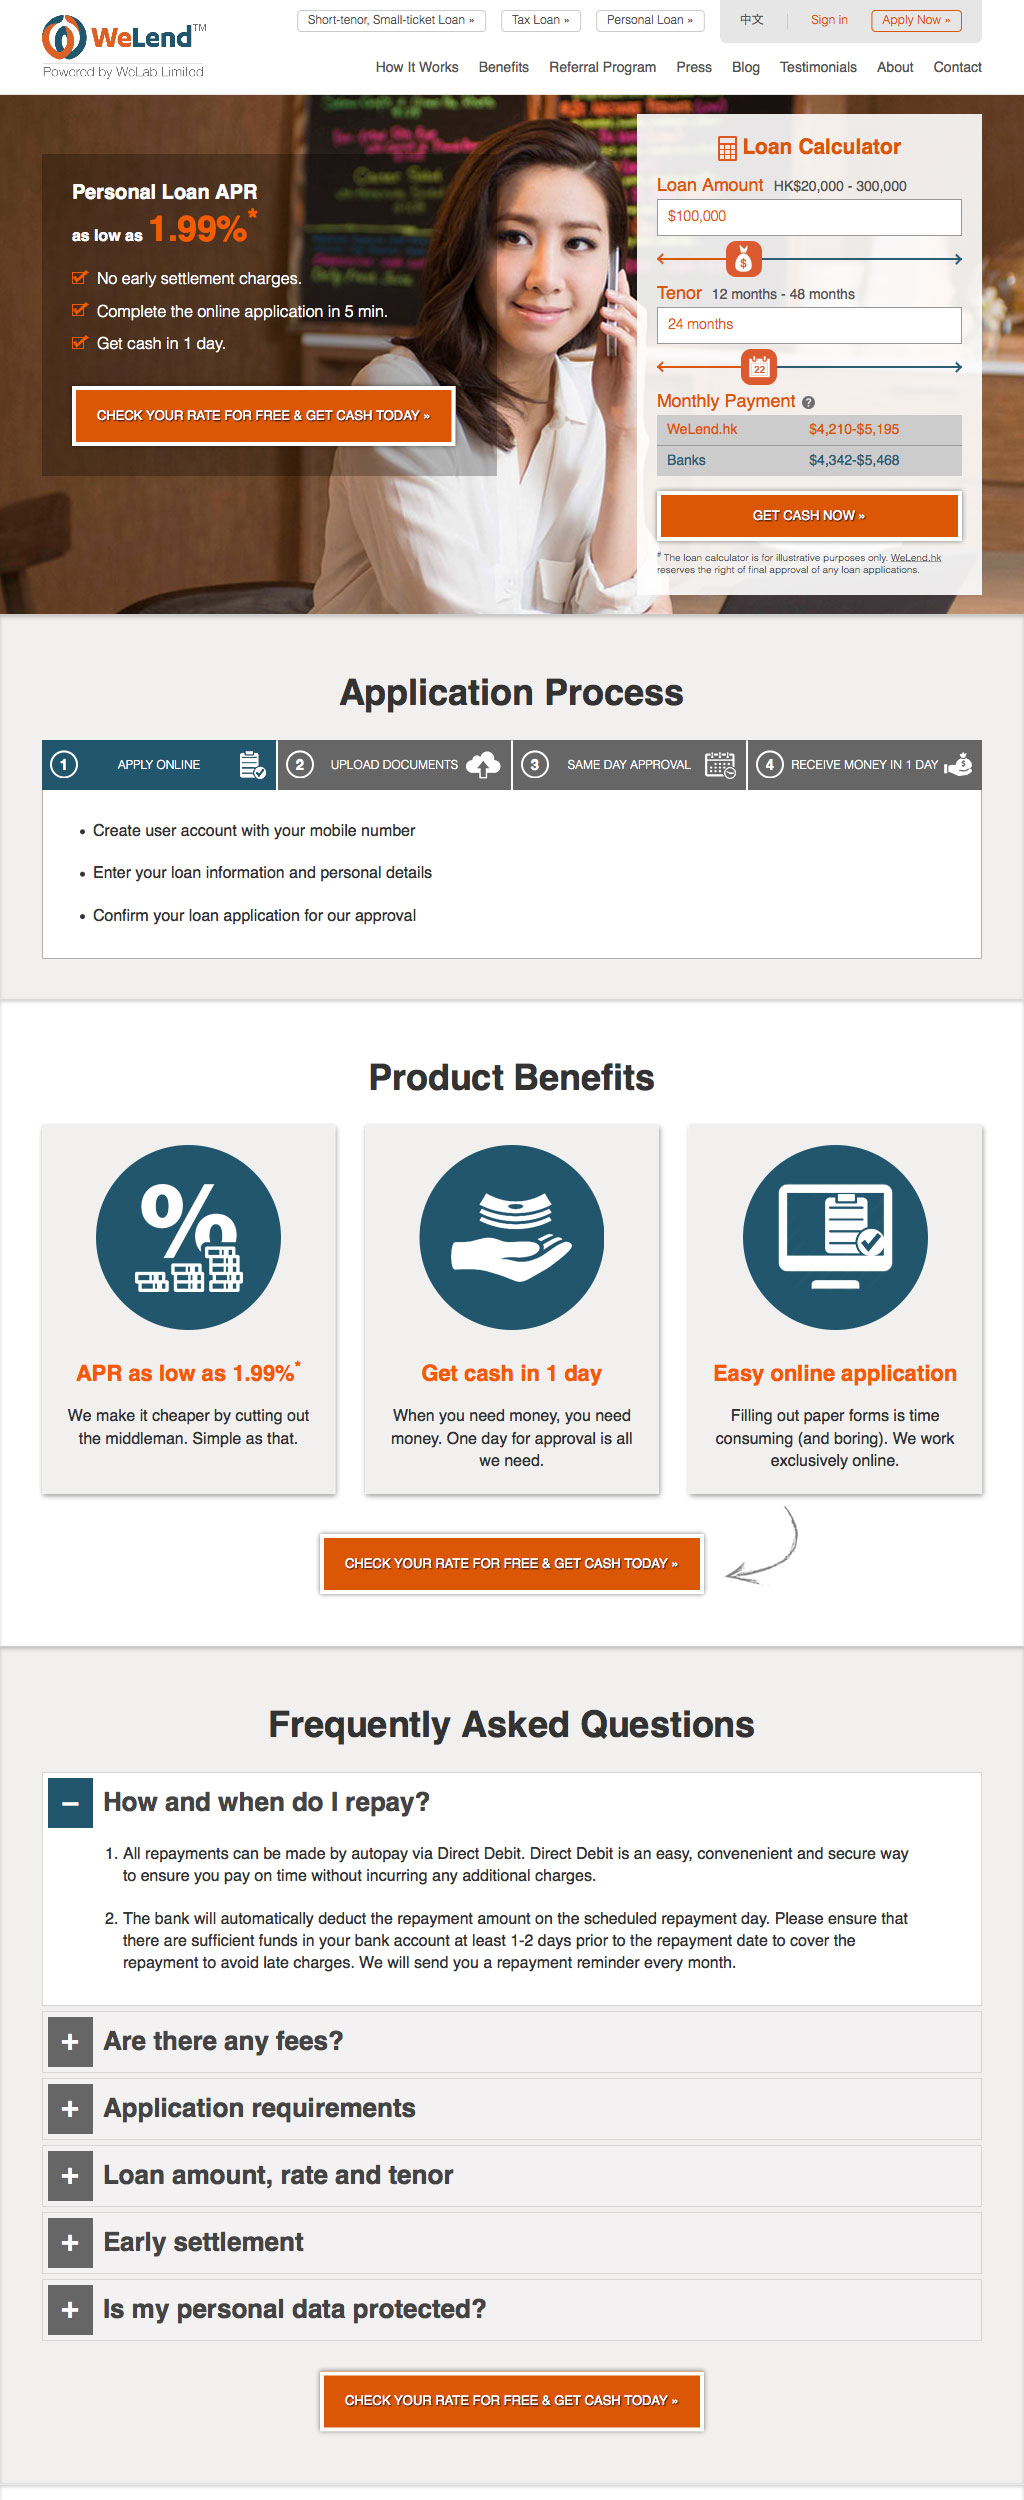 WeLend™
Powered by WeLab Limited
Short-tenor, Small-ticket Loan »
Tax Loan »
Personal Loan »
中文
Sign in
Apply Now »
How It Works
Benefits
Referral Program
Press
Blog
Testimonials
About
Contact
Personal Loan APR
as low as 1.99%*
No early settlement charges.
Complete the online application in 5 min.
Get cash in 1 day.
CHECK YOUR RATE FOR FREE & GET CASH TODAY »
Loan Calculator
Loan Amount HK$20,000 - 300,000
$100,000
$
Tenor 12 months - 48 months
24 months
22
Monthly Payment ?
WeLend.hk $4,210-$5,195
Banks $4,342-$5,468
GET CASH NOW »
# The loan calculator is for illustrative purposes only. WeLend.hk
reserves the right of final approval of any loan applications.
Application Process
1 APPLY ONLINE
2 UPLOAD DOCUMENTS
3 SAME DAY APPROVAL
4 RECEIVE MONEY IN 1 DAY
• Create user account with your mobile number
• Enter your loan information and personal details
• Confirm your loan application for our approval
Product Benefits
%
APR as low as 1.99%*
We make it cheaper by cutting out
the middleman. Simple as that.
Get cash in 1 day
When you need money, you need
money. One day for approval is all
we need.
Easy online application
Filling out paper forms is time
consuming (and boring). We work
exclusively online.
CHECK YOUR RATE FOR FREE & GET CASH TODAY »
Frequently Asked Questions
– How and when do I repay?
1. All repayments can be made by autopay via Direct Debit. Direct Debit is an easy, convenenient and secure way
to ensure you pay on time without incurring any additional charges.
2. The bank will automatically deduct the repayment amount on the scheduled repayment day. Please ensure that
there are sufficient funds in your bank account at least 1-2 days prior to the repayment date to cover the
repayment to avoid late charges. We will send you a repayment reminder every month.
+ Are there any fees?
+ Application requirements
+ Loan amount, rate and tenor
+ Early settlement
+ Is my personal data protected?
CHECK YOUR RATE FOR FREE & GET CASH TODAY »